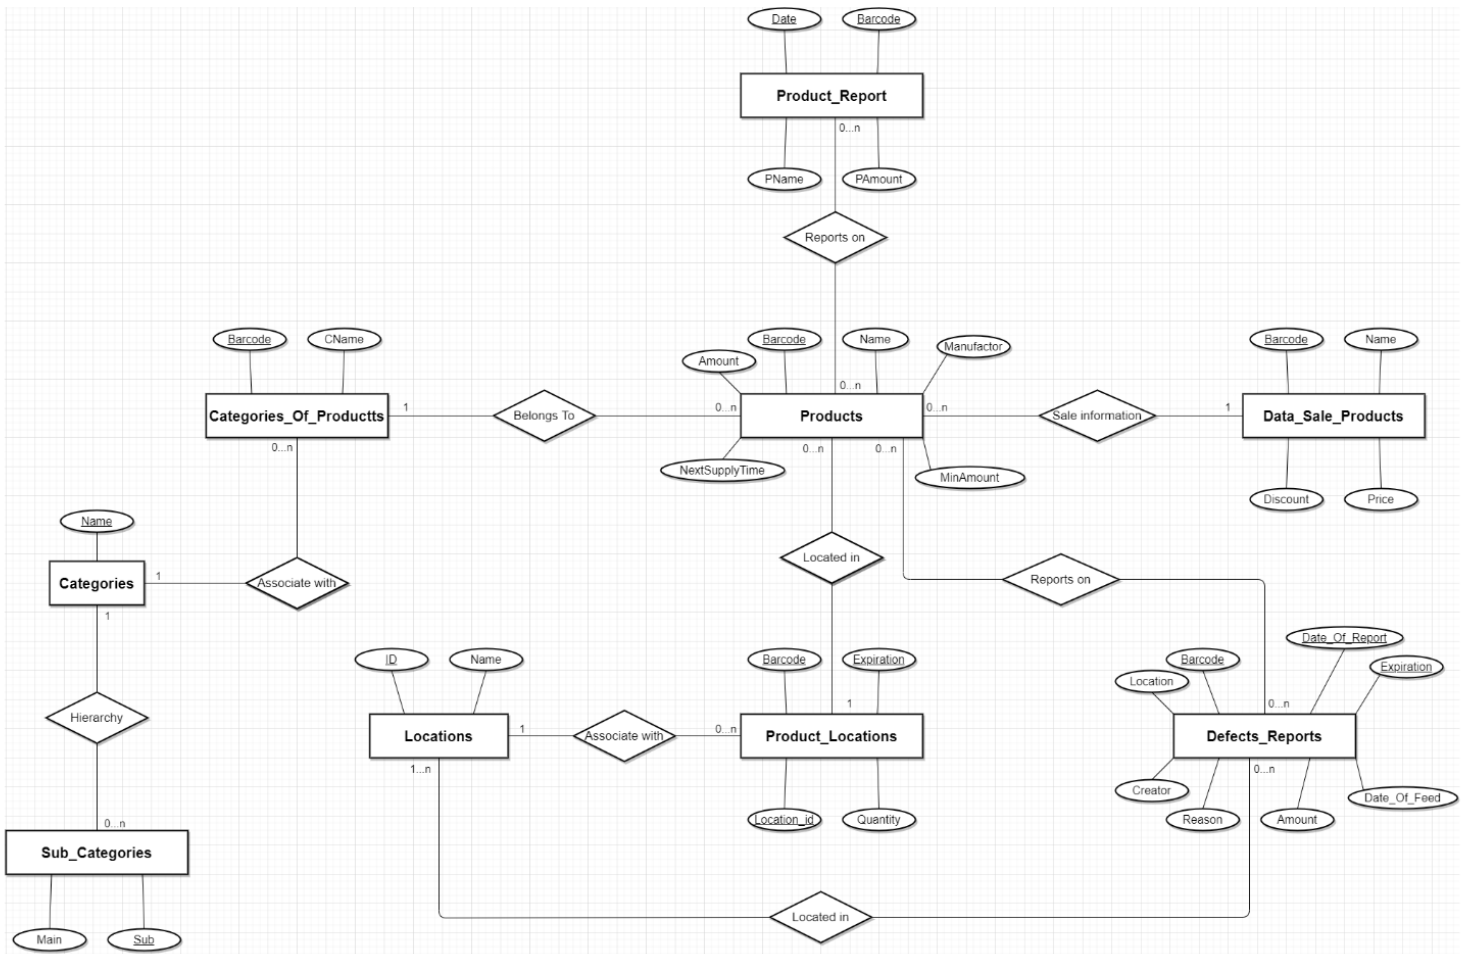 Date
Barcode
Product_Report
0...n
PName
PAmount
Reports on
Barcode
CName
Barcode
Name
Manufactor
Amount
Barcode
Name
0...n
Categories_Of_Productts
1
Belongs To
0...n
Products
0...n
Sale information
1
Data_Sale_Products
0...n
0...n
0...n
NextSupplyTime
MinAmount
Discount
Price
Name
Categories
1
Associate with
1
Located in
Reports on
ID
Name
Barcode
Expiration
Date_Of_Report
Barcode
Expiration
Location
Hierarchy
1
0...n
Locations
1
Associate with
0...n
Product_Locations
Defects_Reports
1...n
0...n
Creator
Date_Of_Feed
Location_id
Quantity
Reason
Amount
0...n
Sub_Categories
Located in
Main
Sub